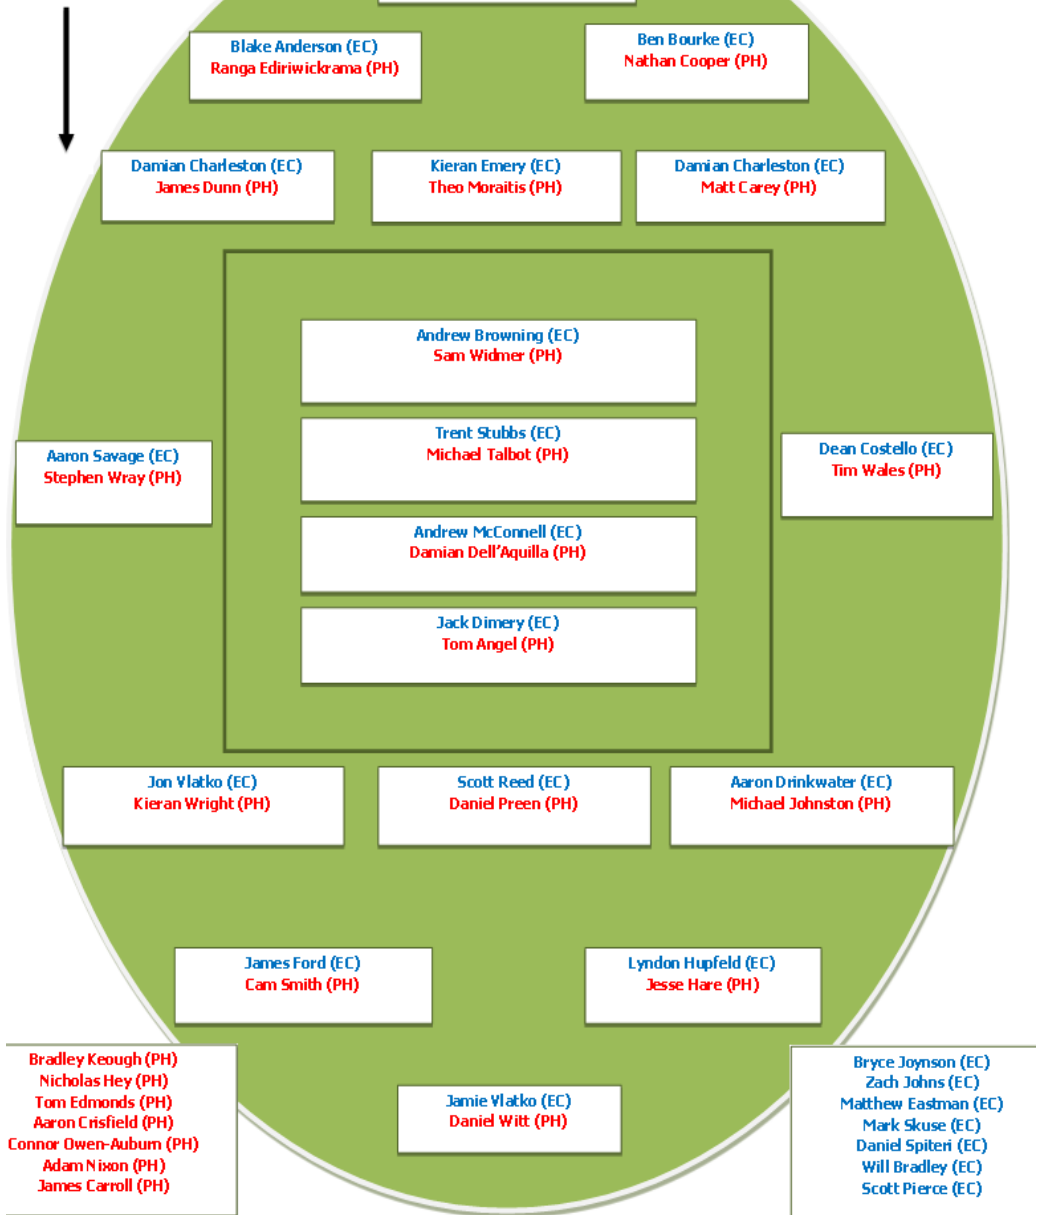 Blake Anderson (EC)
Ranga Ediriwickrama (PH)
Ben Bourke (EC)
Nathan Cooper (PH)
Damian Charleston (EC)
James Dunn (PH)
Kieran Emery (EC)
Theo Moraitis (PH)
Damian Charleston (EC)
Matt Carey (PH)
Andrew Browning (EC)
Sam Widmer (PH)
Trent Stubbs (EC)
Michael Talbot (PH)
Aaron Savage (EC)
Stephen Wray (PH)
Dean Costello (EC)
Tim Wales (PH)
Andrew McConnell (EC)
Damian Dell’Aquilla (PH)
Jack Dimery (EC)
Tom Angel (PH)
Jon Vlatko (EC)
Kieran Wright (PH)
Scott Reed (EC)
Daniel Preen (PH)
Aaron Drinkwater (EC)
Michael Johnston (PH)
James Ford (EC)
Cam Smith (PH)
Lyndon Hupfeld (EC)
Jesse Hare (PH)
Bradley Keough (PH)
Nicholas Hey (PH)
Tom Edmonds (PH)
Aaron Crisfield (PH)
Connor Owen-Auburn (PH)
Adam Nixon (PH)
James Carroll (PH)
Jamie Vlatko (EC)
Daniel Witt (PH)
Bryce Joynson (EC)
Zach Johns (EC)
Matthew Eastman (EC)
Mark Skuse (EC)
Daniel Spiteri (EC)
Will Bradley (EC)
Scott Pierce (EC)